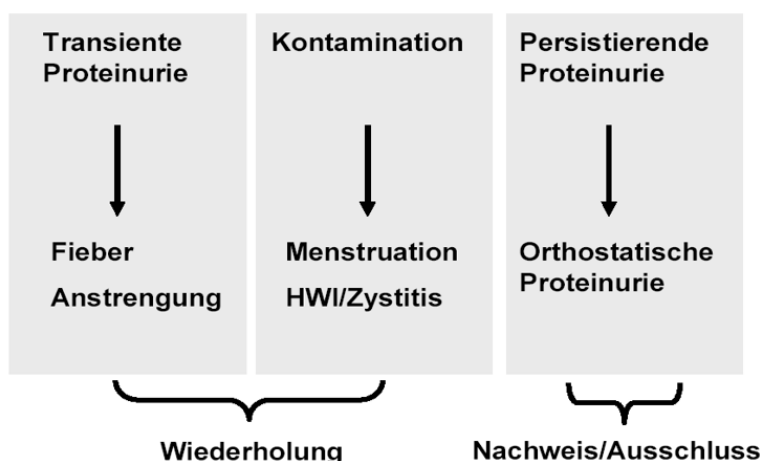 Transiente
Proteinurie
Kontamination
Persistierende
Proteinurie
Fieber
Anstrengung
Menstruation
HWI/Zystitis
Orthostatische
Proteinurie
Wiederholung
Nachweis/Ausschluss